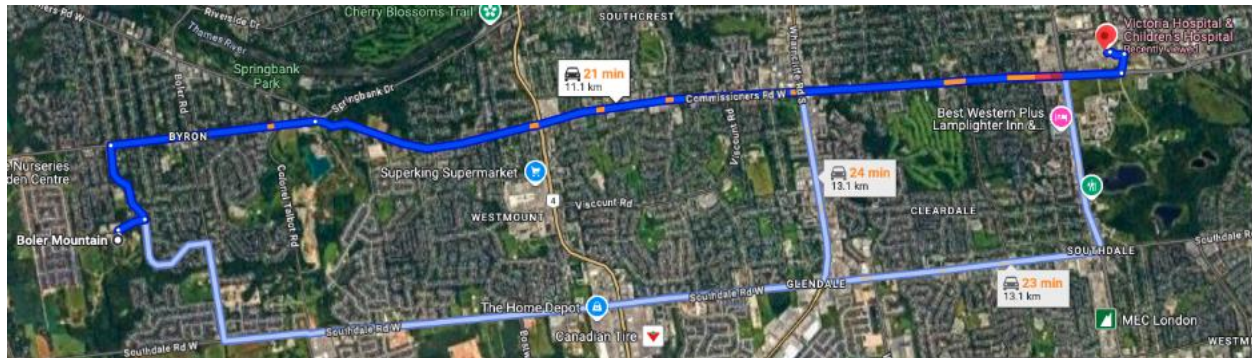 Cherry Blossoms Trail
SOUTHCREST
Riverside Dr
Thames River
Springbank
Park
Boler Rd
Springbank Dr
Wharncliffe Rd S
Victoria Hospital &
Children's Hospital
Recently viewed
21 min
11.1 km
Commissioners Rd W
BYRON
Best Western Plus
Lamplighter Inn &...
Nurseries
den Centre
Colonel Talbot Rd
Superking Supermarket
Viscount Rd
24 min
13.1 km
4
WESTMOUNT
Viscount Rd
CLEARDALE
Boler Mountain
SOUTHDALE
Southdale Rd
GLENDALE
23 min
13.1 km
The Home Depot
Southdale Rd W
Southdale Rd W
Southdale Rd W
Canadian Tire
MEC London
WESTM